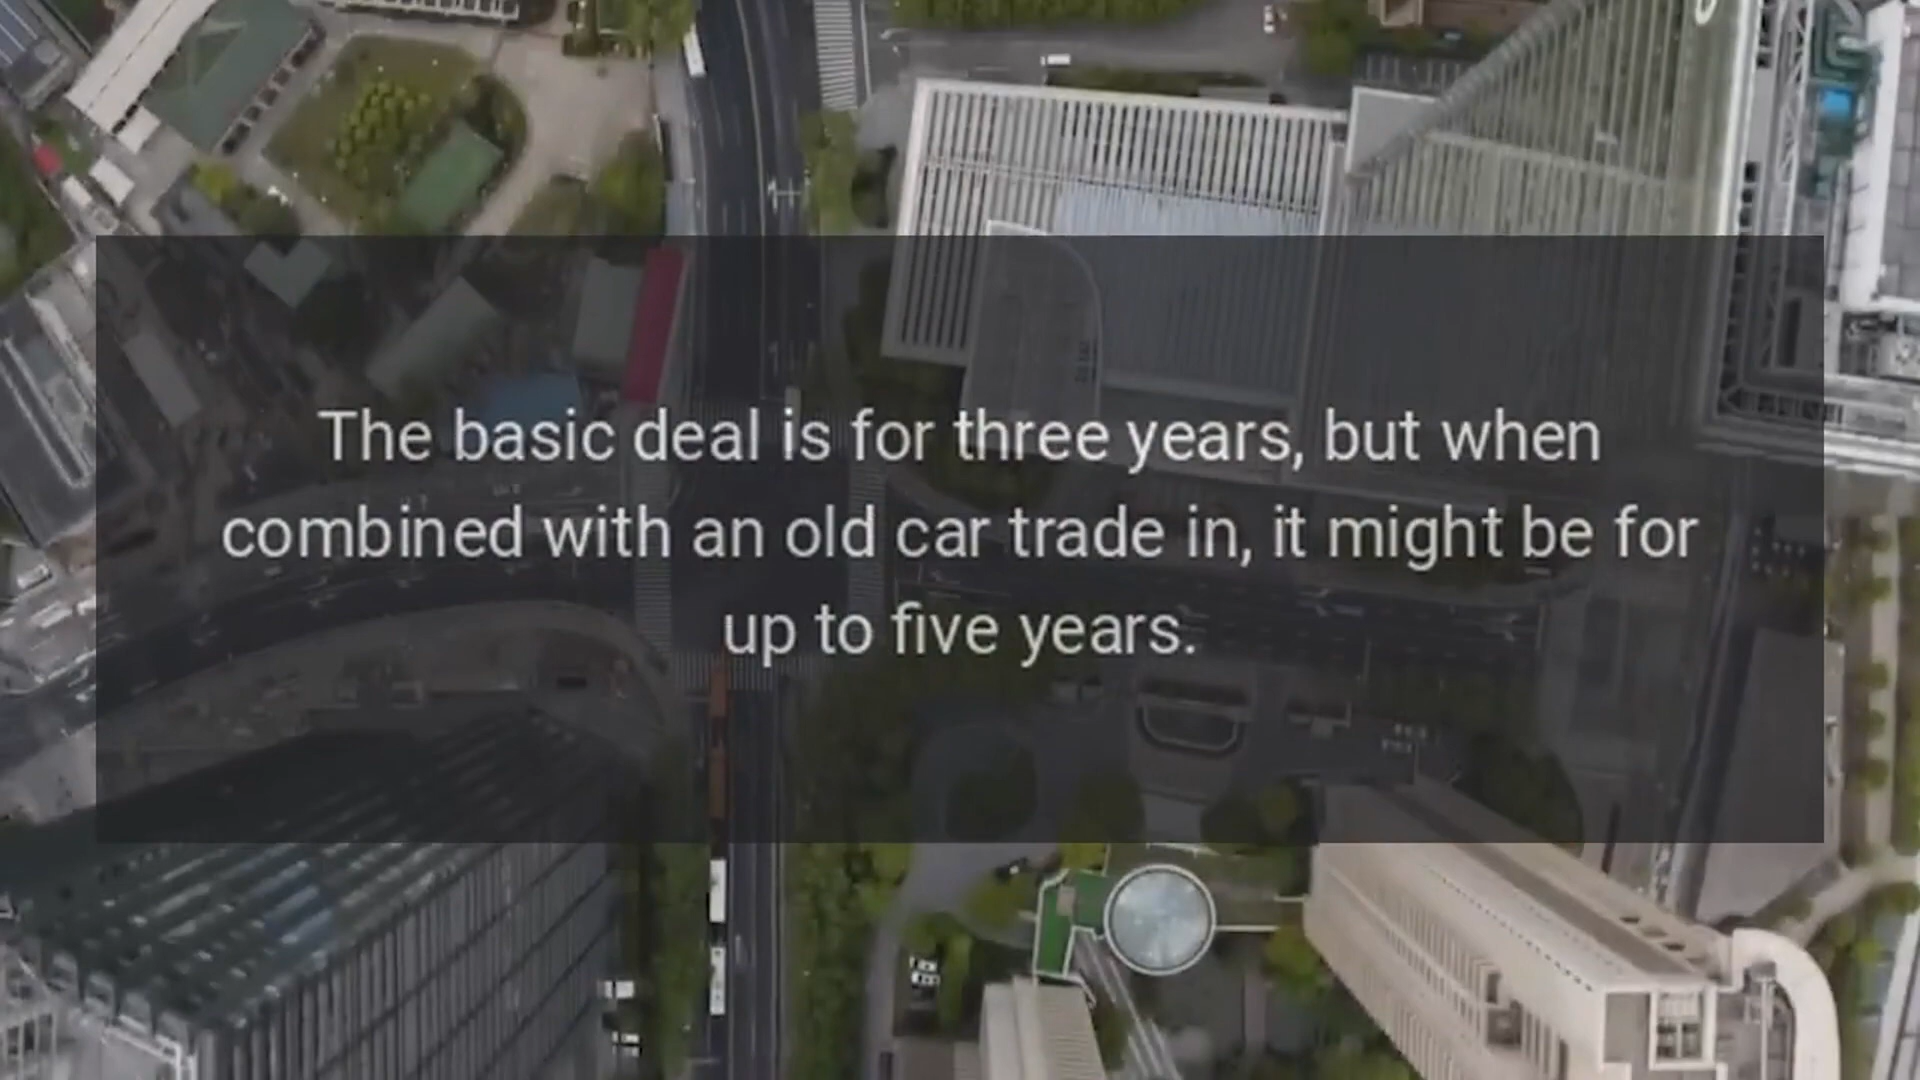 The basic deal is for three years, but when
combined with an old car trade in, it might be for
up to five years.